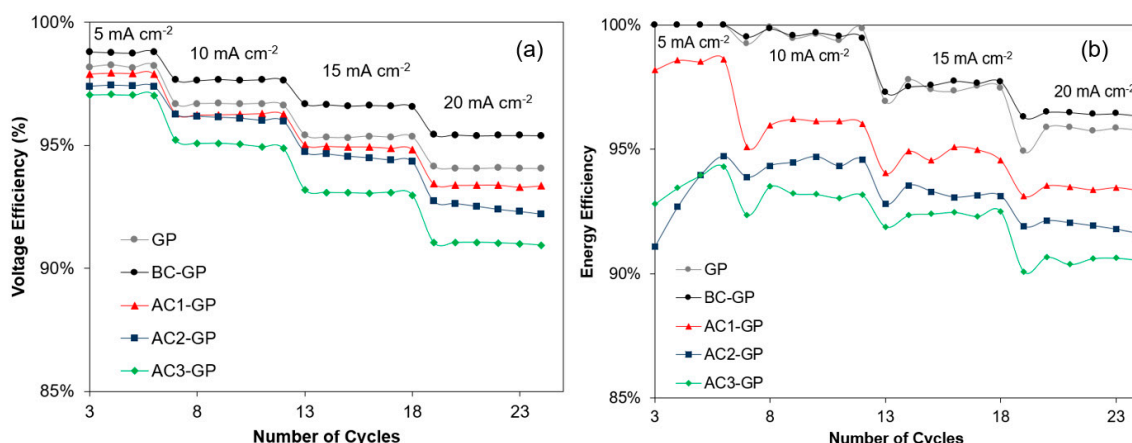 (a)
100%
95%
90%
85%
Voltage Efficiency (%)
5 mA cm⁻²
10 mA cm⁻²
15 mA cm⁻²
20 mA cm⁻²
GP
BC-GP
AC1-GP
AC2-GP
AC3-GP
3 8 13 18 23
Number of Cycles
(b)
100%
95%
90%
85%
Energy Efficiency
5 mA cm⁻²
10 mA cm⁻²
15 mA cm⁻²
20 mA cm⁻²
GP
BC-GP
AC1-GP
AC2-GP
AC3-GP
3 8 13 18 23
Number of Cycles